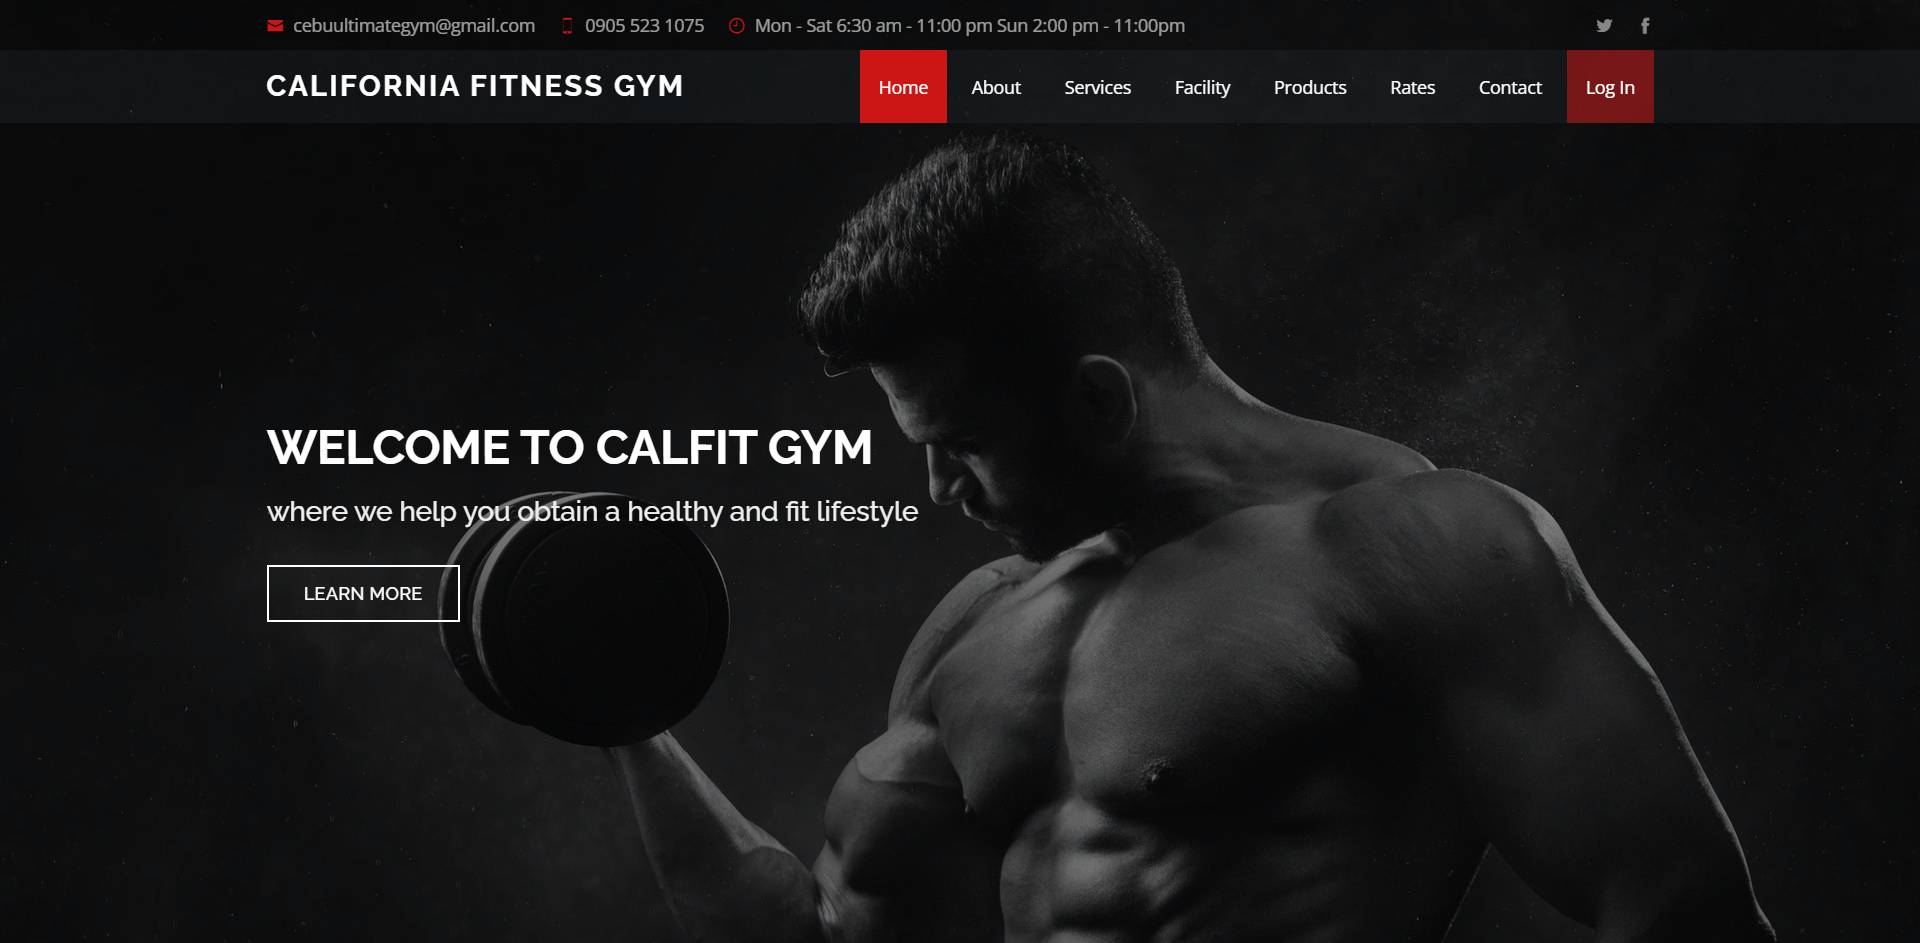 cebuultimategym@gmail.com 0905 523 1075 Mon - Sat 6:30 am - 11:00 pm Sun 2:00 pm - 11:00pm
CALIFORNIA FITNESS GYM Home About Services Facility Products Rates Contact Log In
WELCOME TO CALFIT GYM
where we help you obtain a healthy and fit lifestyle
LEARN MORE